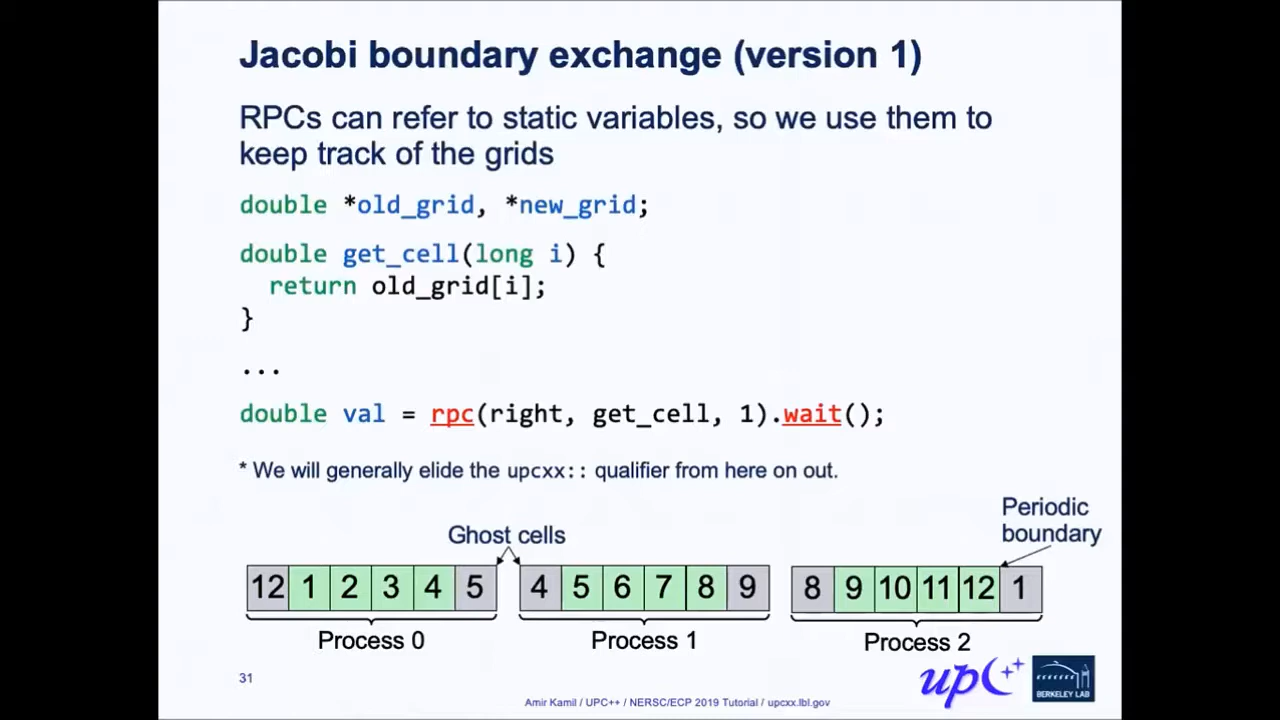 Jacobi boundary exchange (version 1)
RPCs can refer to static variables, so we use them to
keep track of the grids
double *old_grid, *new_grid;
double get_cell(long i) {
return old_grid[i];
}
...
double val = rpc(right, get_cell, 1).wait();
* We will generally elide the upcxx:: qualifier from here on out.
Periodic
boundary
Ghost cells
12 1 2 3 4 5
4 5 6 7 8 9
8 9 10 11 12 1
Process 0
Process 1
Process 2
31
Amir Kamil / UPC++ / NERSC/ECP 2019 Tutorial / upcxx.lbl.gov
upc++
BERKELEY LAB